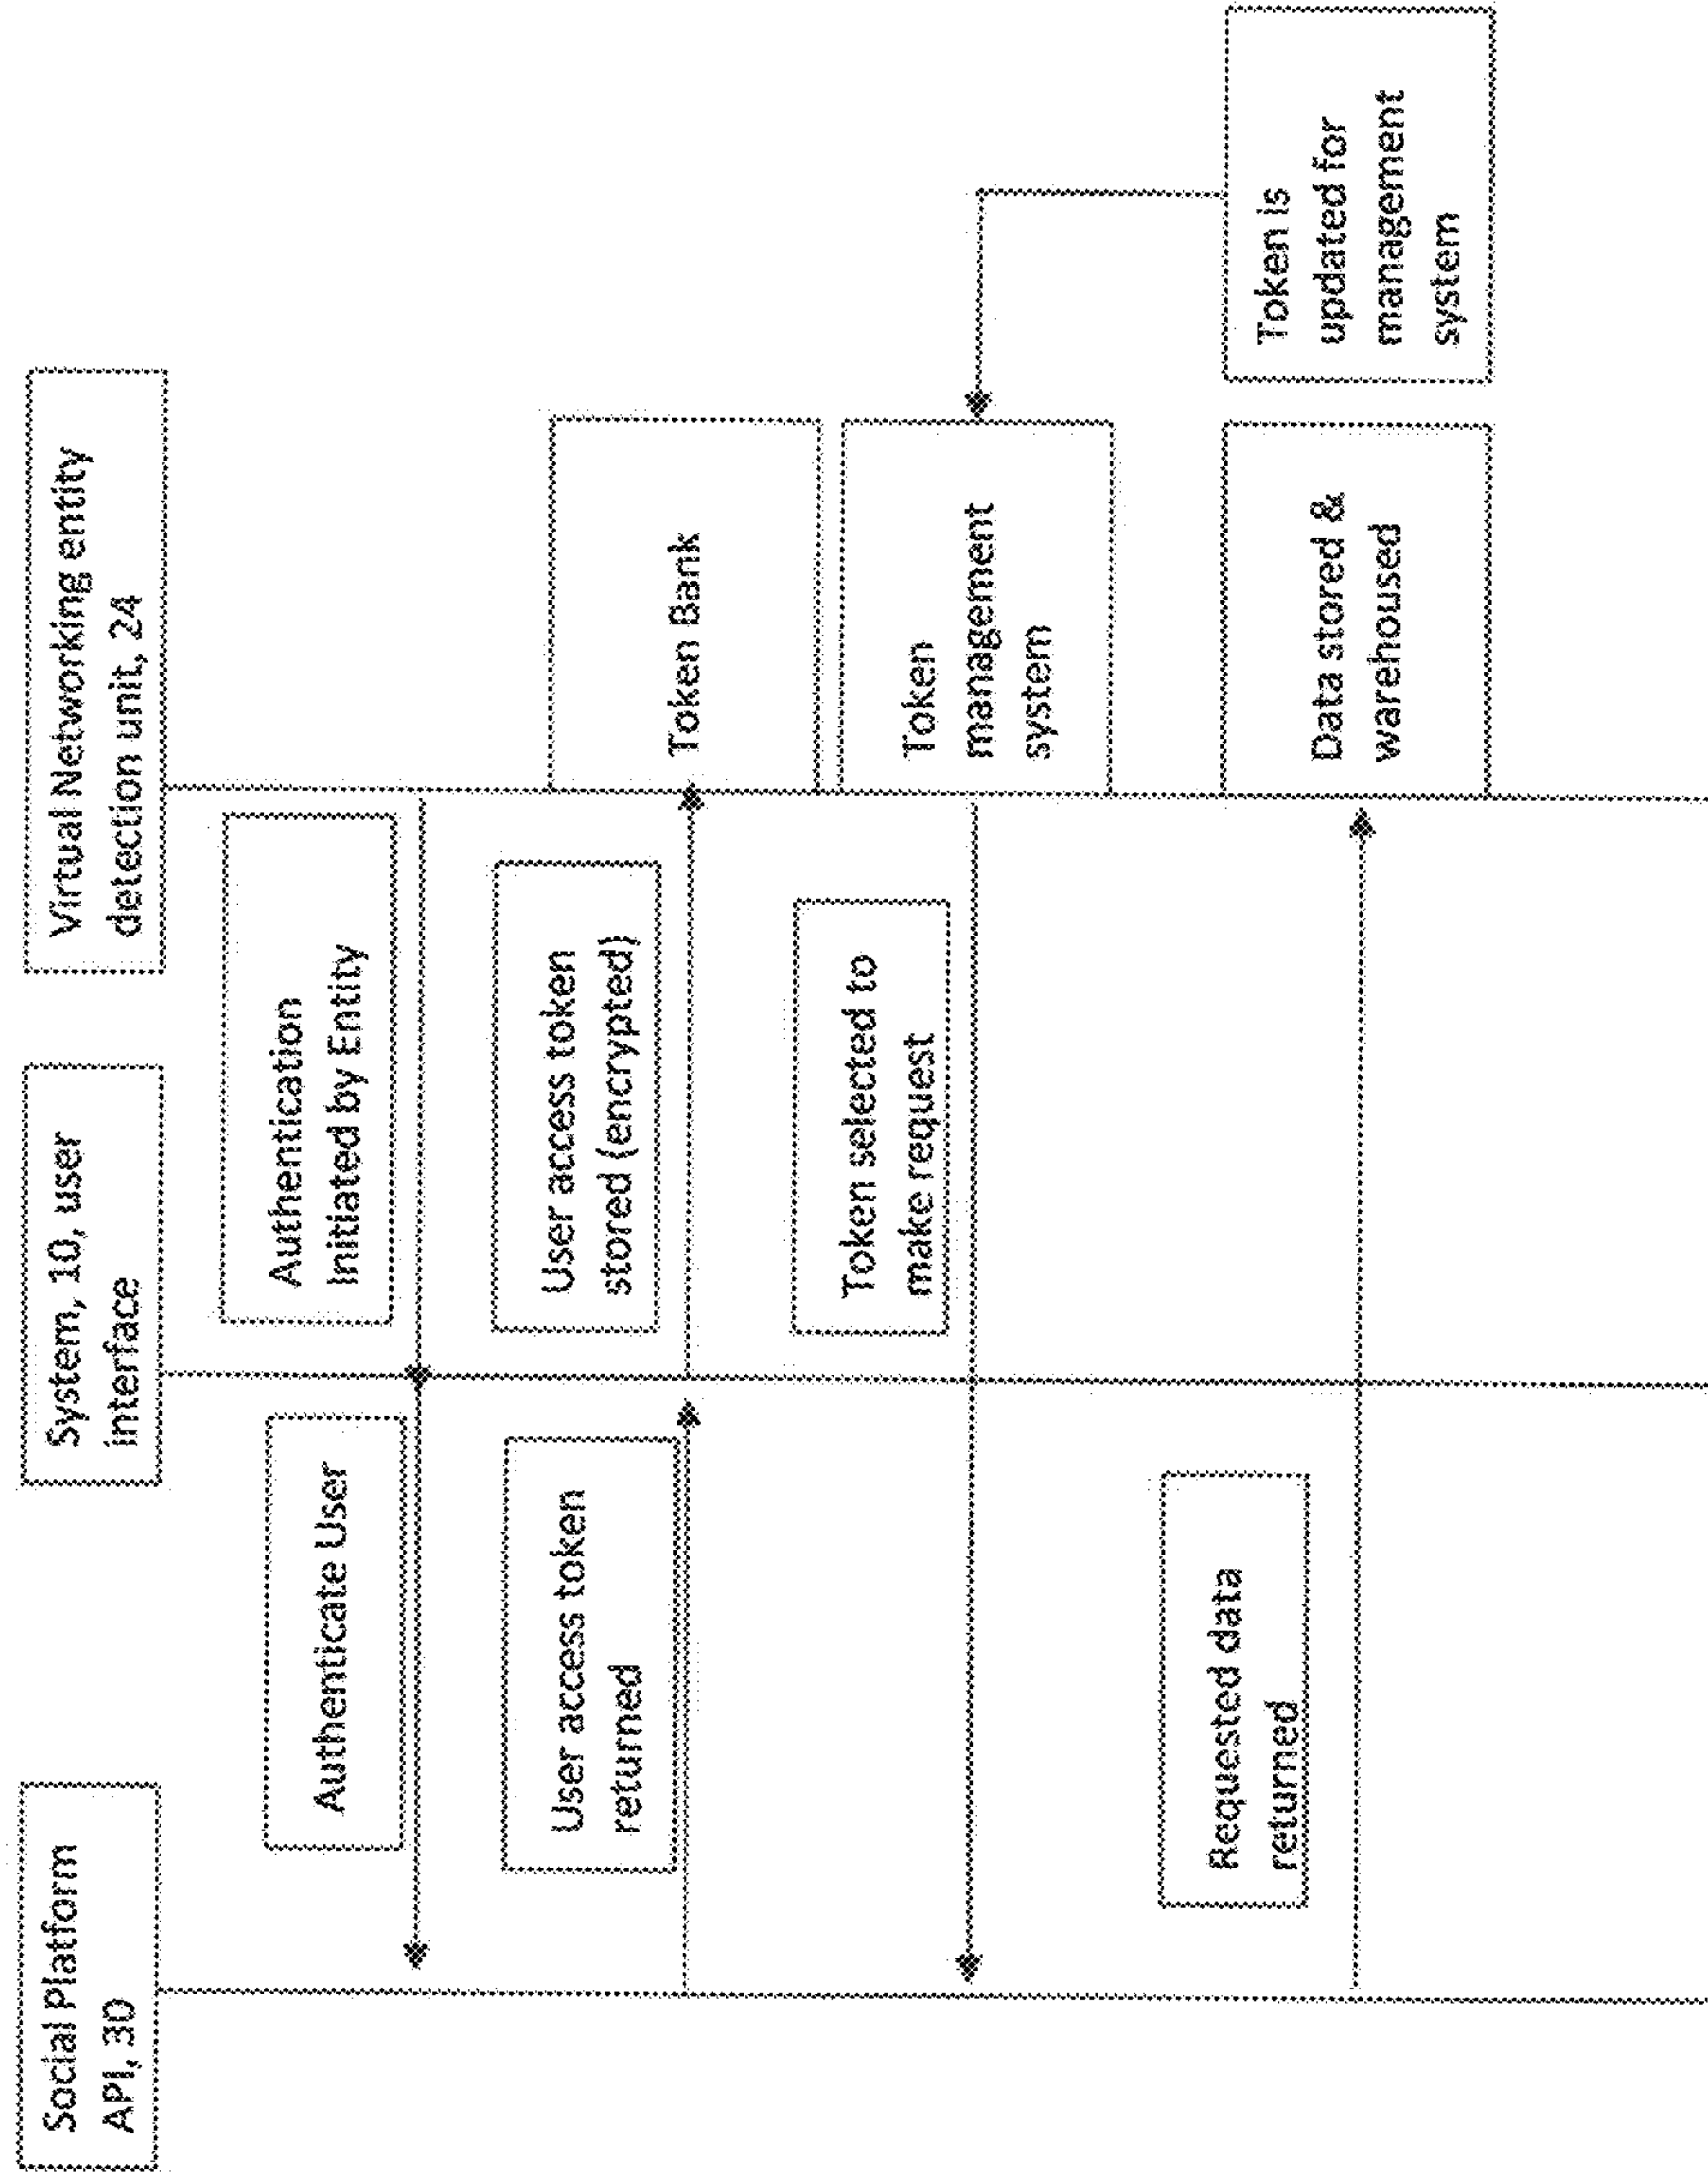 Social Platform
API, 30
System, 10, user
interface
Virtual Networking entity
detection unit, 24
Authenticate User
Authentication
Initiated by Entity
User access token
returned
User access token
stored (encrypted)
Token Bank
Token selected to
make request
Token
management
system
Requested data
returned
Data stored &
warehoused
Token is
updated for
management
system